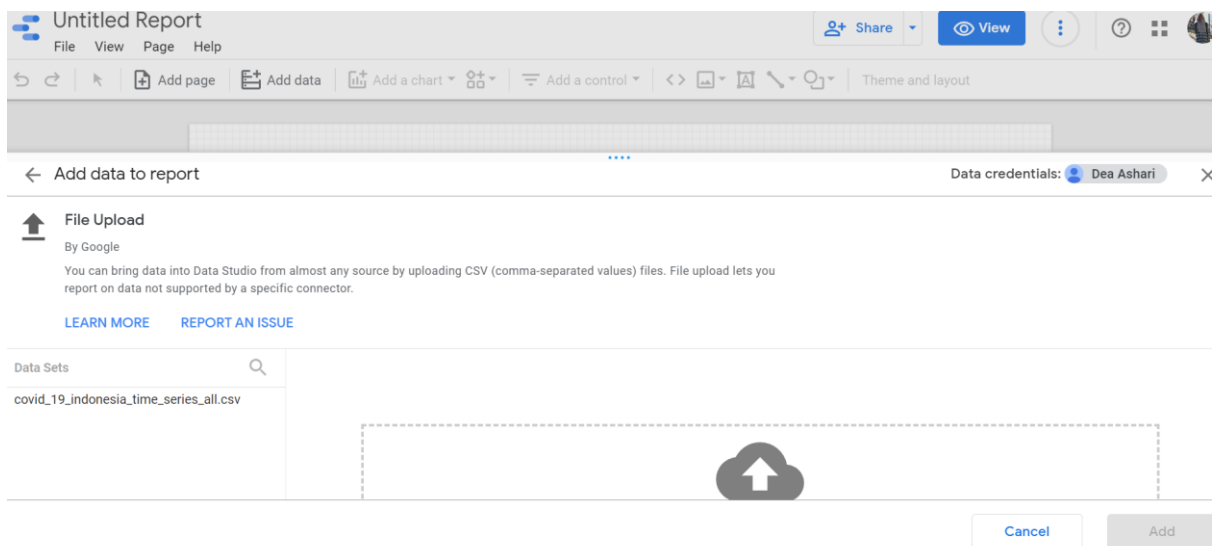 Untitled Report
File View Page Help
Share
View
Add page
Add data
Add a chart
Add a control
Theme and layout
Add data to report
Data credentials: Dea Ashari
File Upload
By Google
You can bring data into Data Studio from almost any source by uploading CSV (comma-separated values) files. File upload lets you
report on data not supported by a specific connector.
LEARN MORE REPORT AN ISSUE
Data Sets
covid_19_indonesia_time_series_all.csv
Cancel
Add